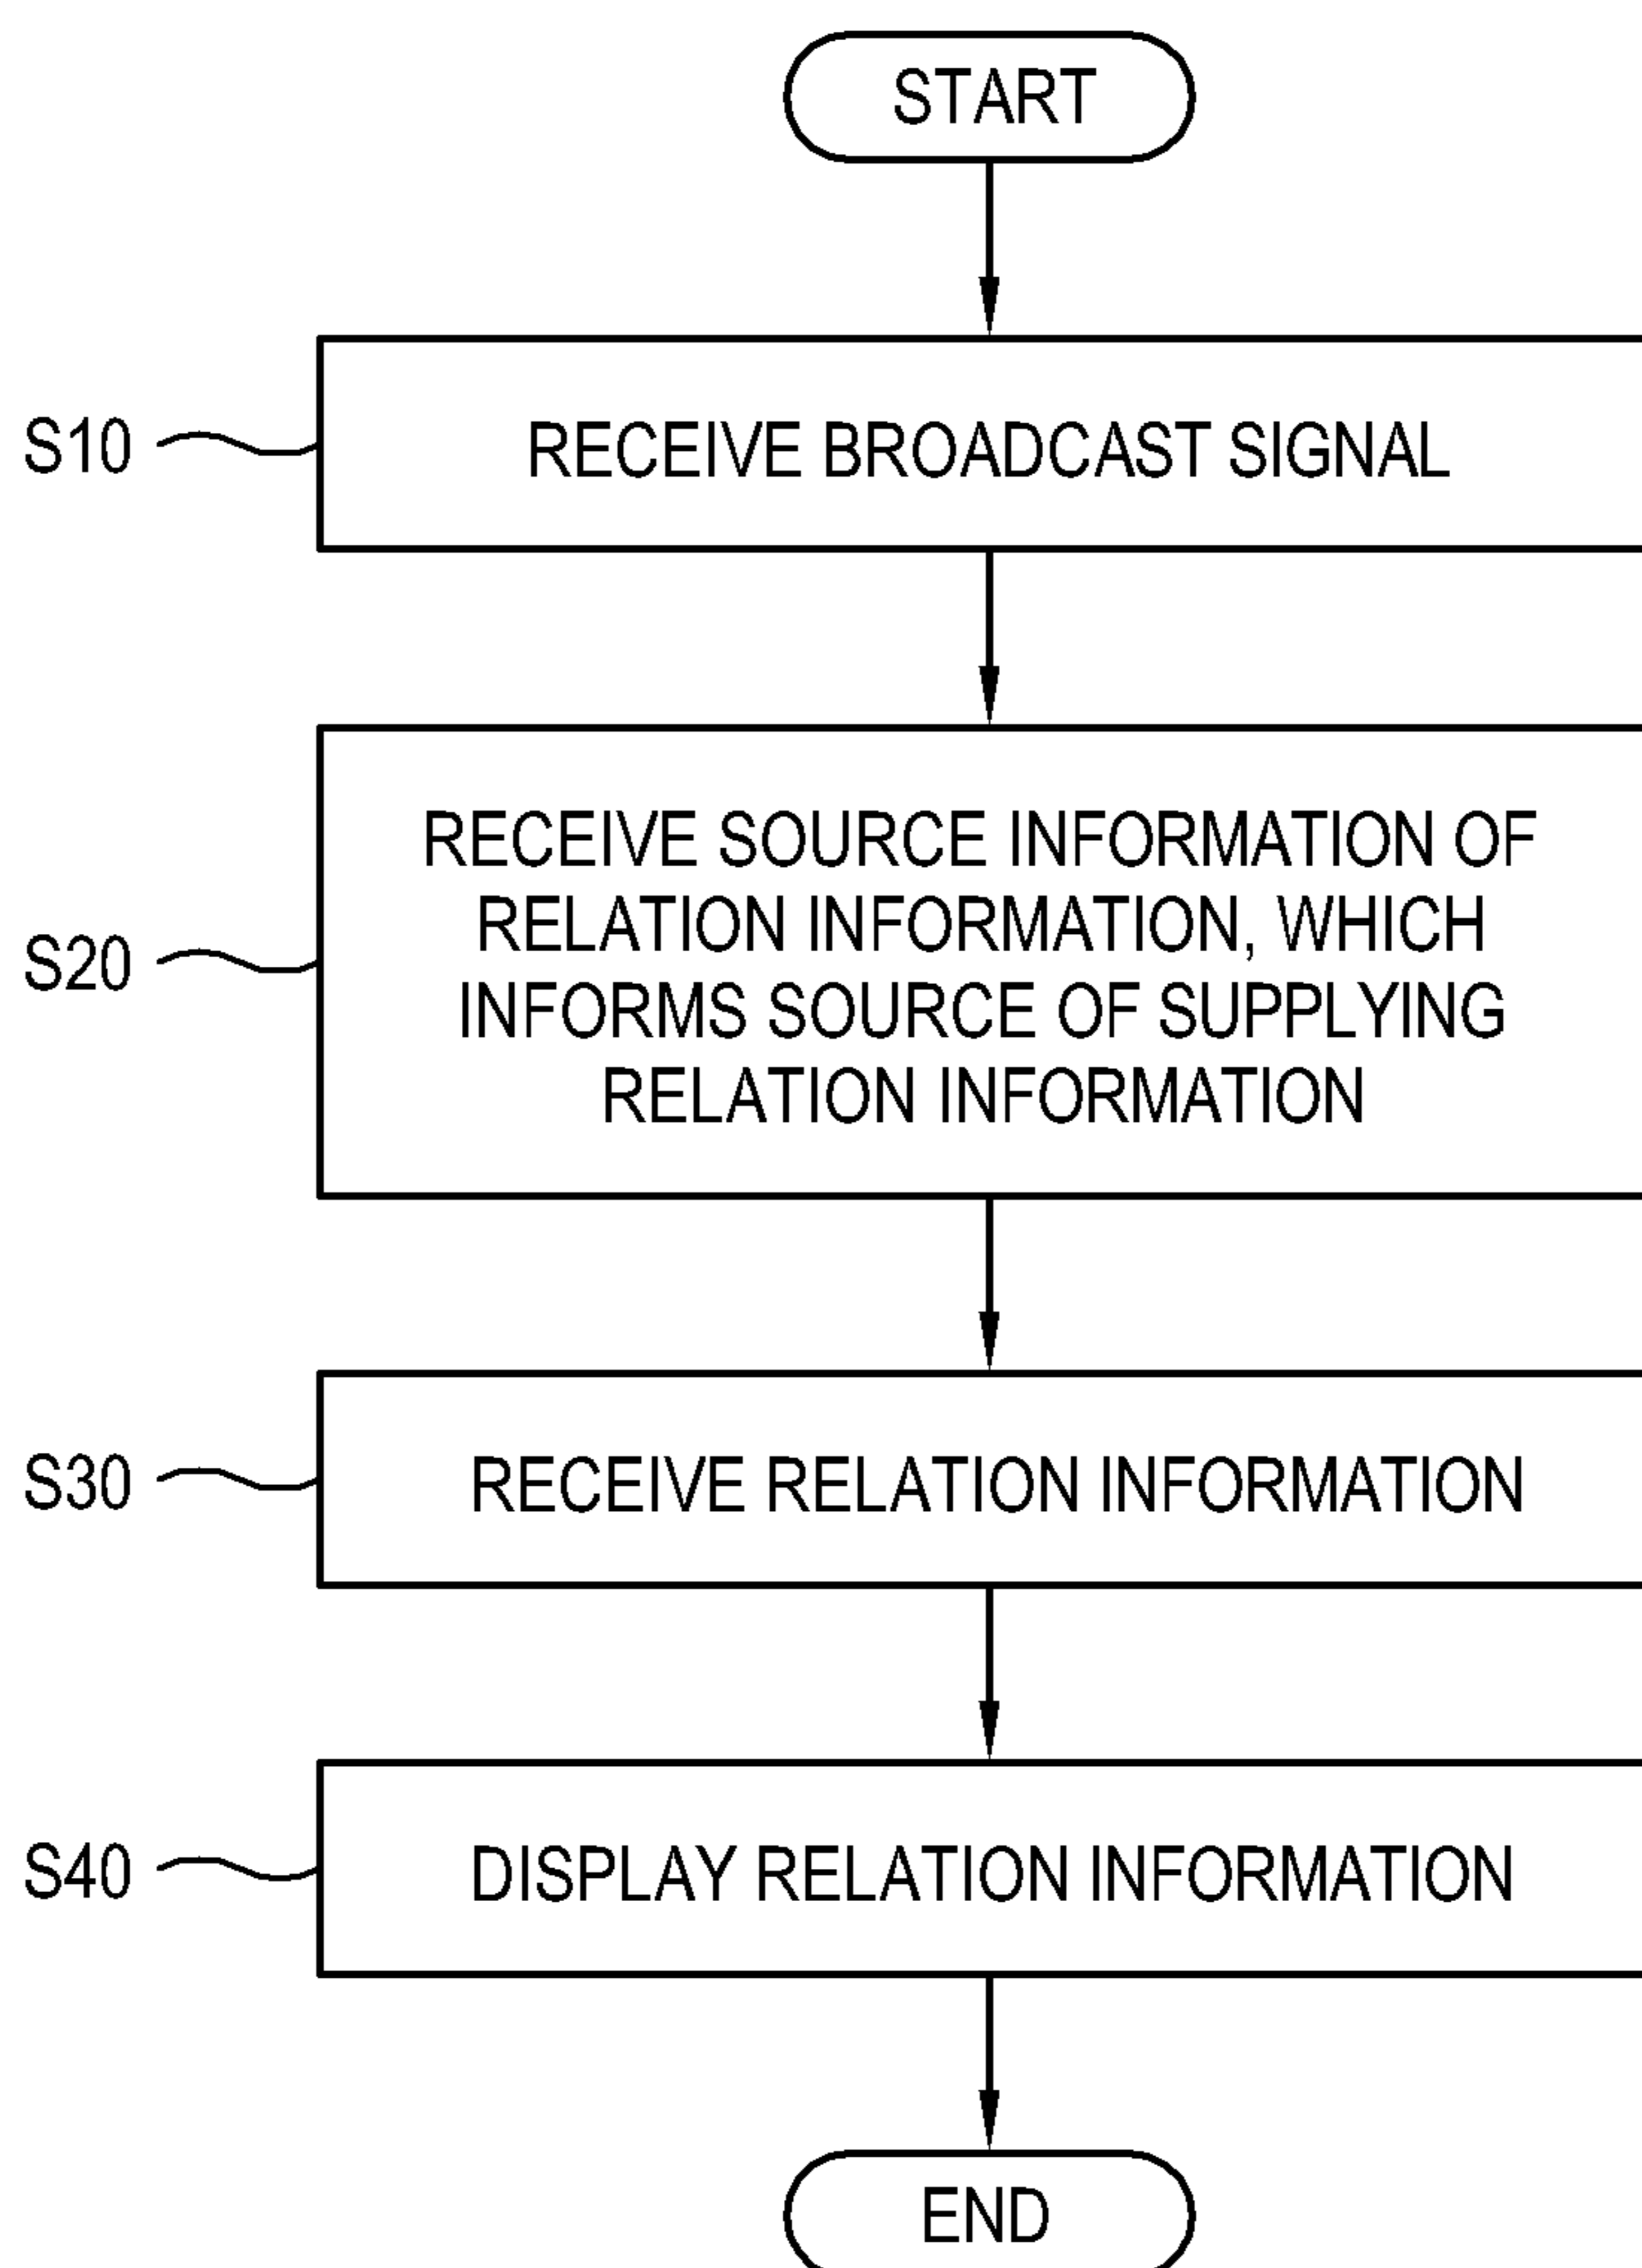 START
S10
RECEIVE BROADCAST SIGNAL
S20
RECEIVE SOURCE INFORMATION OF
RELATION INFORMATION, WHICH
INFORMS SOURCE OF SUPPLYING
RELATION INFORMATION
S30
RECEIVE RELATION INFORMATION
S40
DISPLAY RELATION INFORMATION
END